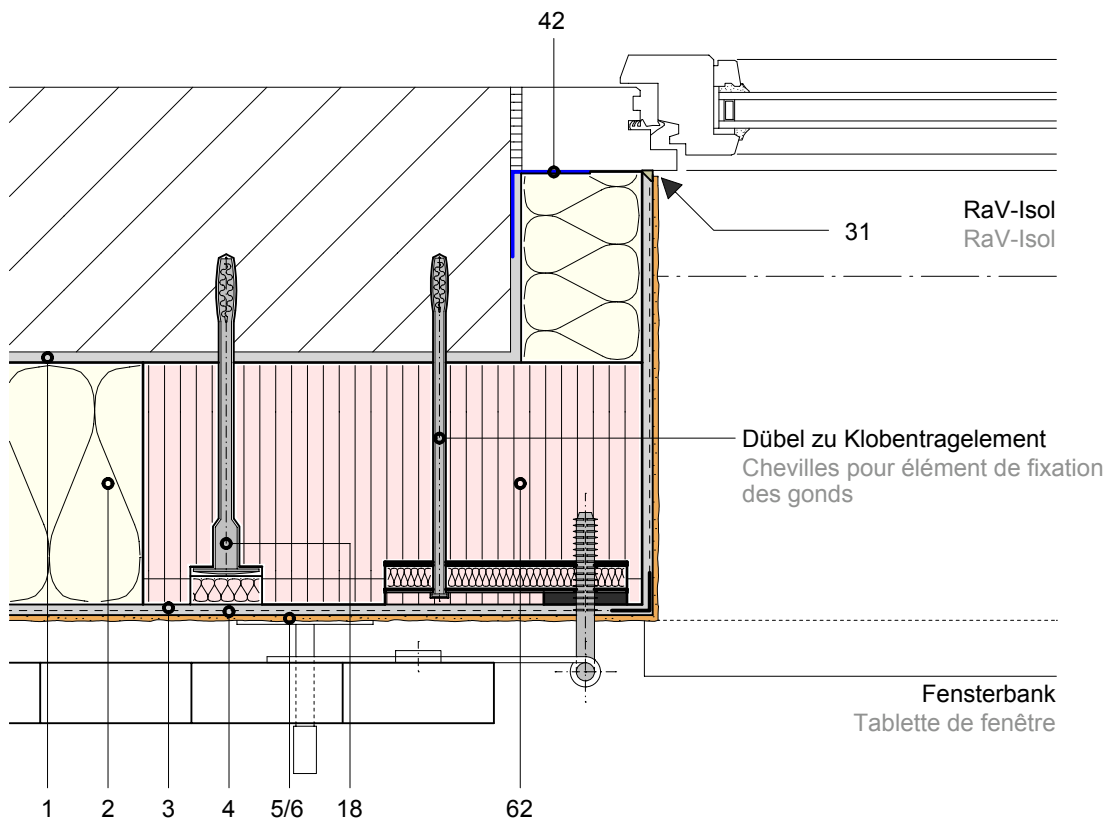 42
31
RaV-Isol
RaV-Isol
Dübel zu Klobentragelement
Chevilles pour élément de fixation
des gonds
Fensterbank
Tablette de fenêtre
1 2 3 4 5/6 18 62